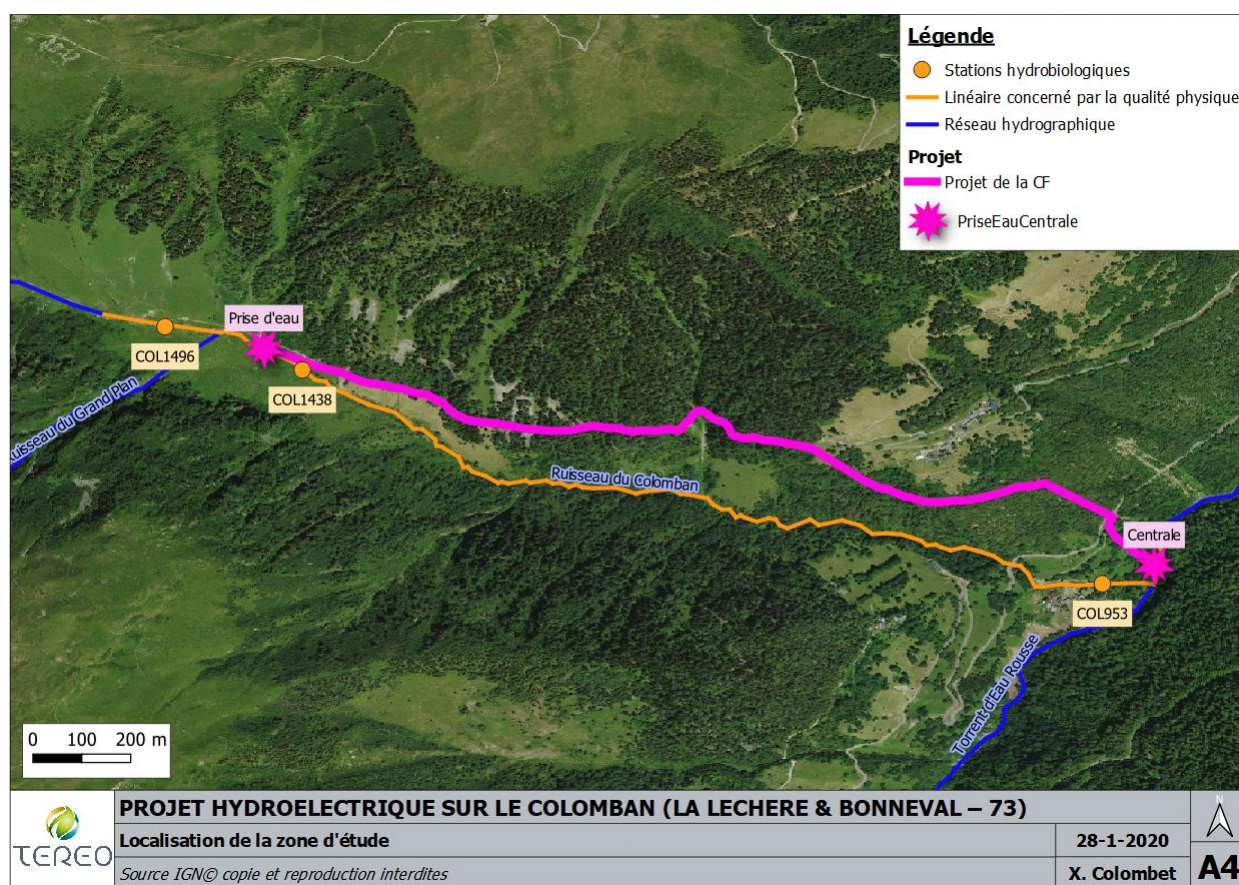 Légende
Stations hydrobiologiques
Linéaire concerné par la qualité physique
Réseau hydrographique
Projet
Projet de la CF
PriseEauCentrale
Prise d'eau
COL1496
COL1438
Ruisseau du Grand Plan
Ruisseau du Colomban
Centrale
COL953
Torrent d'Eau Rousse
0 100 200 m
TEREO
PROJET HYDROELECTRIQUE SUR LE COLOMBAN (LA LECHERE & BONNEVAL – 73)
Localisation de la zone d'étude
28-1-2020
Source IGN© copie et reproduction interdites
X. Colombet
N
A4